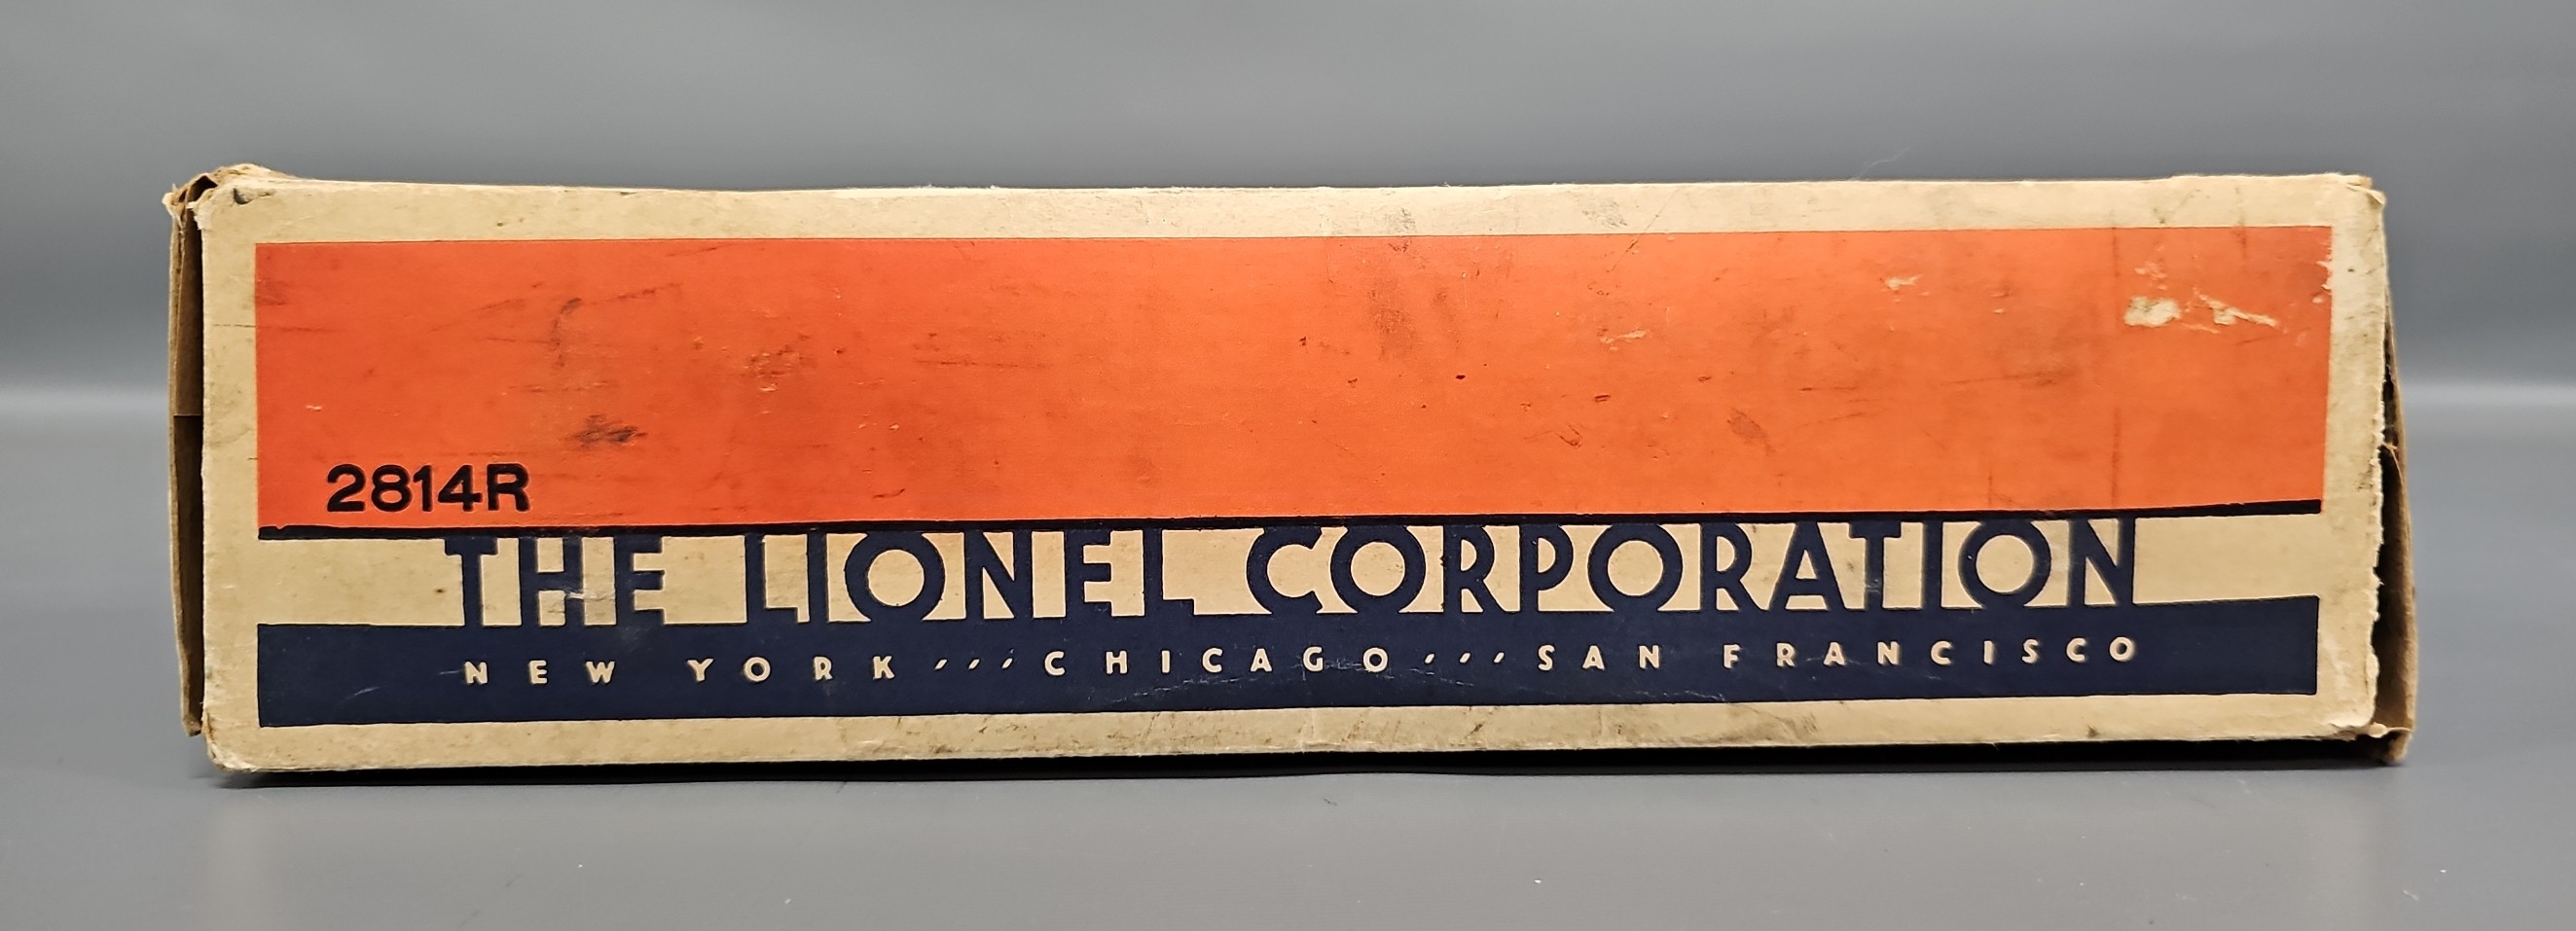 2814R
THE LIONEL CORPORATION
NEW YORK ''' CHICAGO ''' SAN FRANCISCO